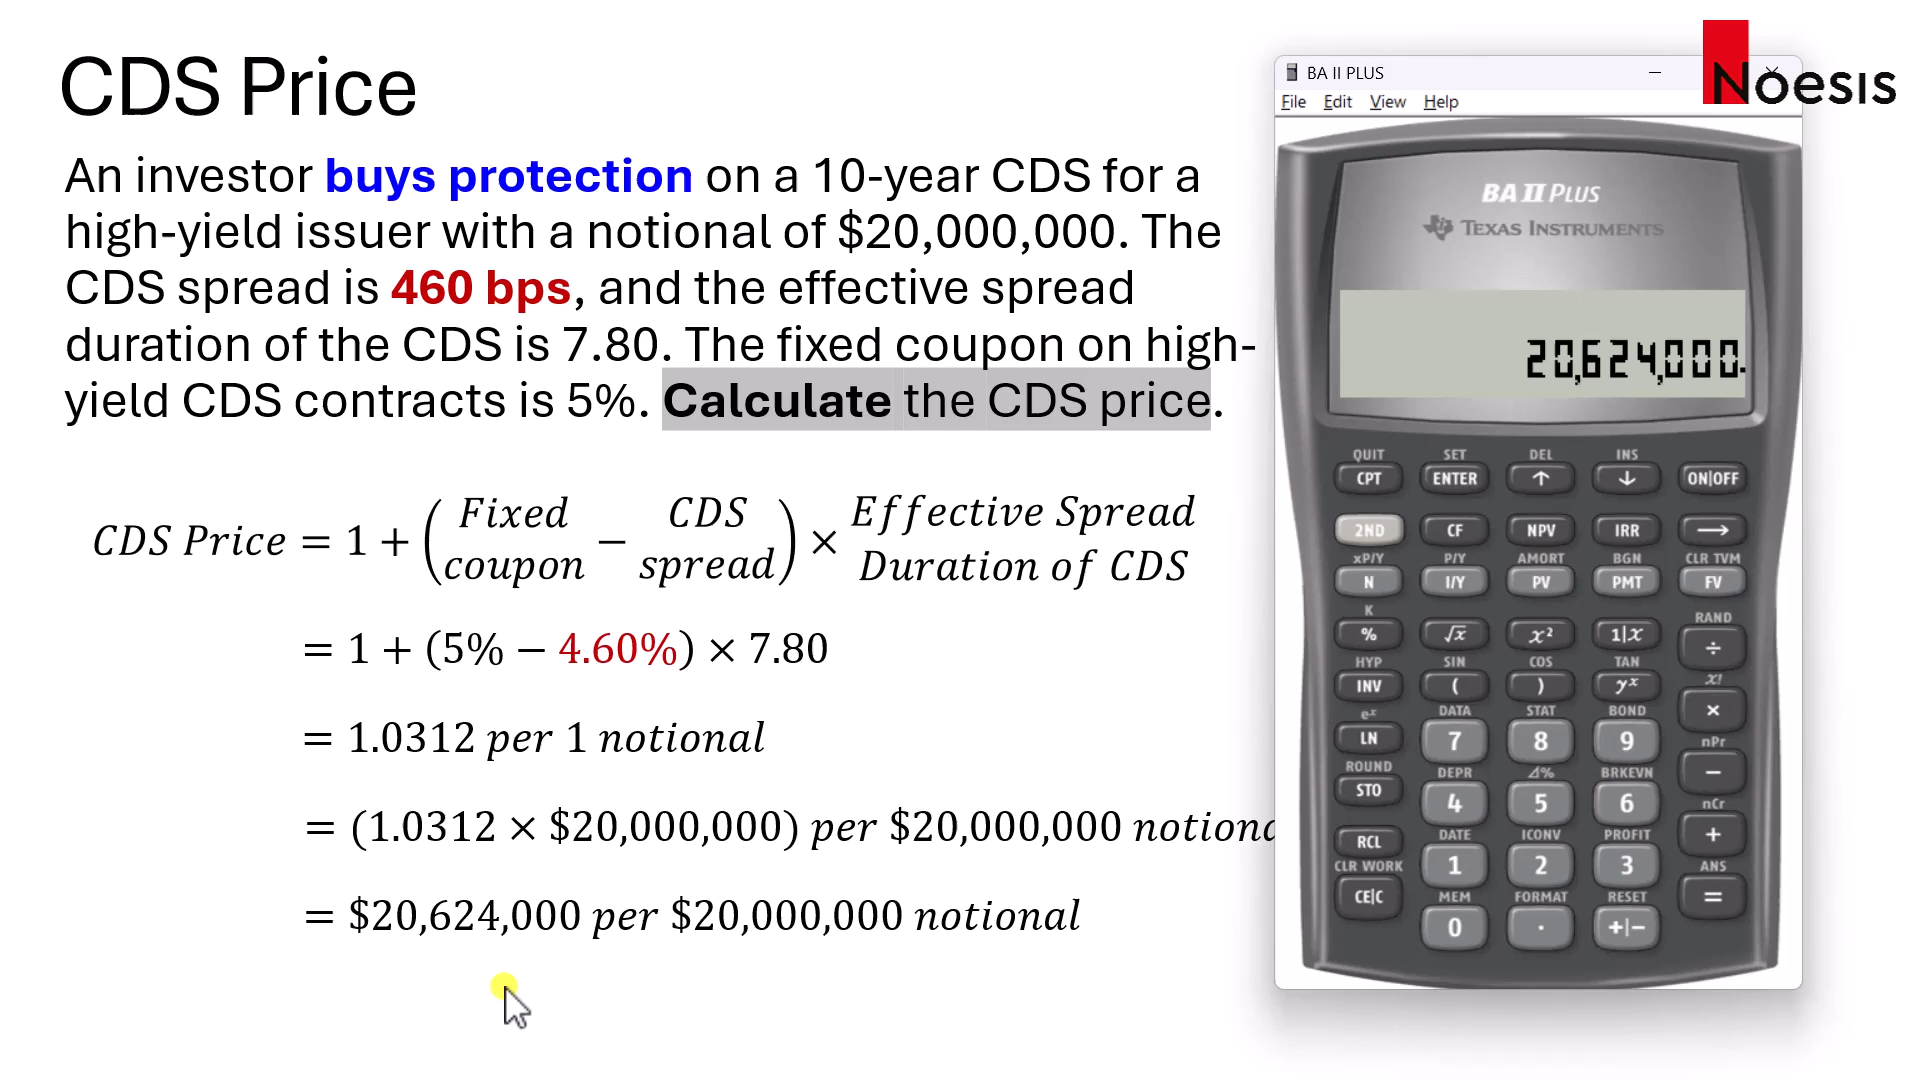 CDS Price
An investor buys protection on a 10-year CDS for a
high-yield issuer with a notional of $20,000,000. The
CDS spread is 460 bps, and the effective spread
duration of the CDS is 7.80. The fixed coupon on high-
yield CDS contracts is 5%. Calculate the CDS price.
CDS Price = 1 + (Fixed coupon − CDS spread) × Effective Spread Duration of CDS
= 1 + (5% − 4.60%) × 7.80
= 1.0312 per 1 notional
= (1.0312 × $20,000,000) per $20,000,000 notiona
= $20,624,000 per $20,000,000 notional
Noesis
BA II PLUS
File Edit View Help
BA II PLUS
TEXAS INSTRUMENTS
20,624,000.
QUIT SET DEL INS
CPT ENTER ↑ ↓ ON|OFF
2ND CF NPV IRR →
xP/Y P/Y AMORT BGN CLR TVM
N I/Y PV PMT FV
K RAND
% √x x² 1|x ÷
HYP SIN COS TAN x!
INV ( ) yˣ ×
eˣ DATA STAT BOND nPr
LN 7 8 9 −
ROUND DEPR Δ% BRKEVN nCr
STO 4 5 6 +
DATE ICONV PROFIT ANS
RCL 1 2 3 =
CLR WORK MEM FORMAT RESET
CE|C 0 . +|−